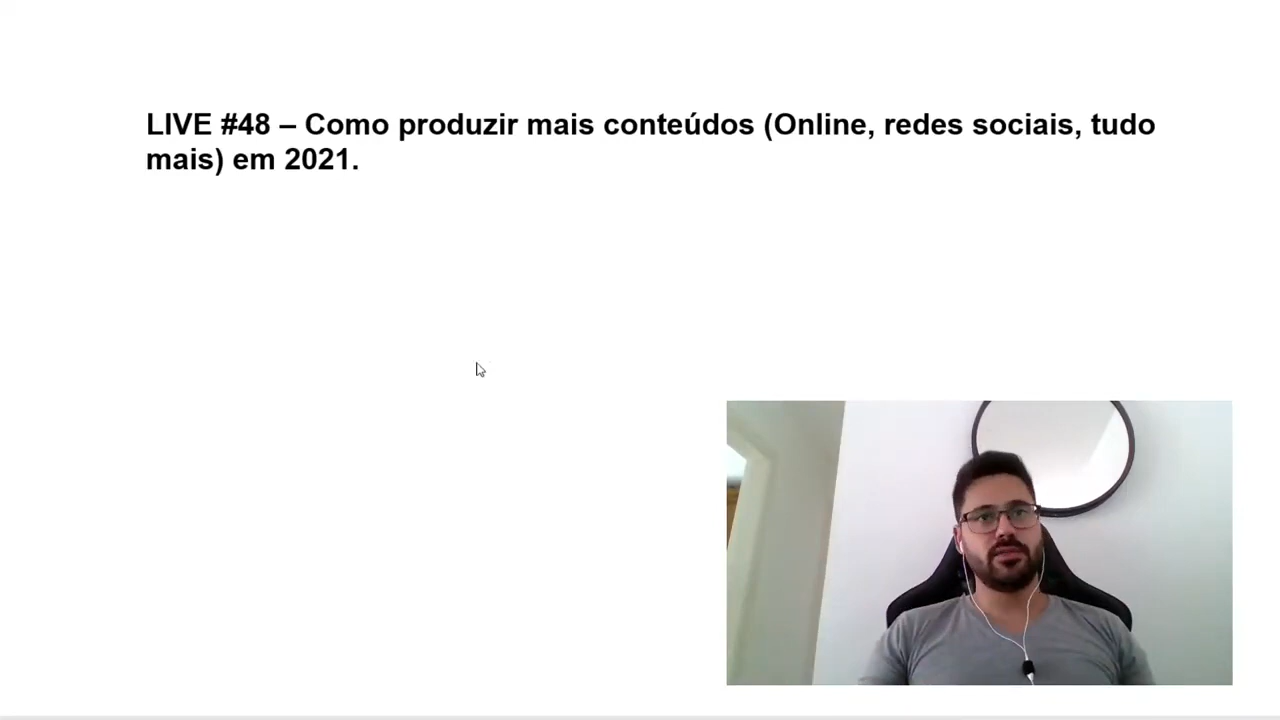 LIVE #48 – Como produzir mais conteúdos (Online, redes sociais, tudo
mais) em 2021.